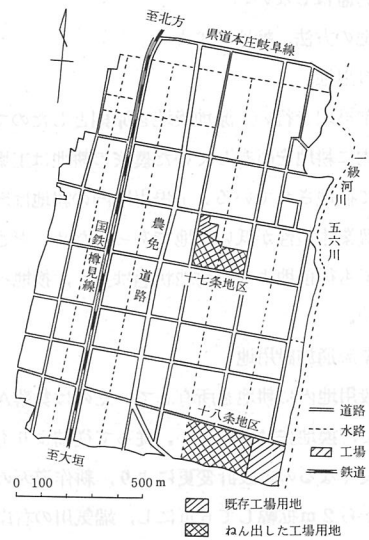 至北方
県道本庄岐阜線
一級河川
五六川
国鉄樽見線
農免道路
十七条地区
十八条地区
至大垣
道路
水路
工場
鉄道
100 0 500m
既存工場用地
ねん出した工場用地